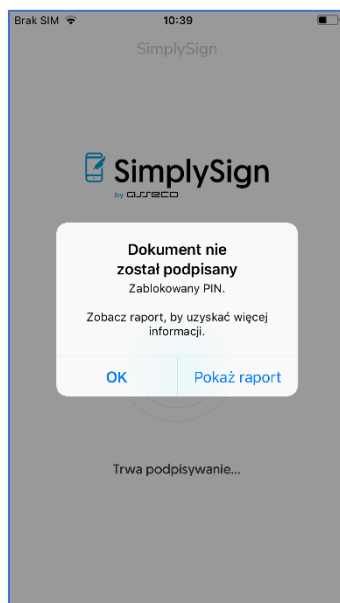 Brak SIM 10:39
SimplySign
SimplySign
by asseco
Dokument nie
został podpisany
Zablokowany PIN.
Zobacz raport, by uzyskać więcej
informacji.
OK Pokaż raport
Trwa podpisywanie...